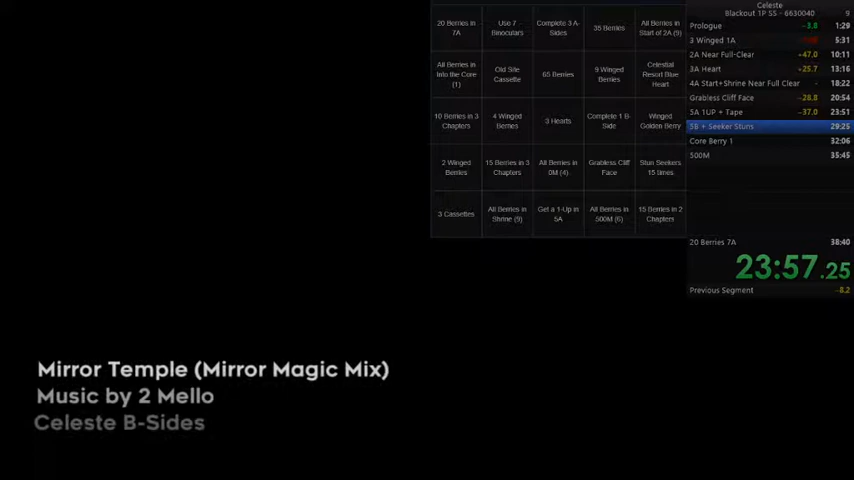 20 Berries in
7A
Use 7
Binoculars
Complete 3 A-
Sides
35 Berries
All Berries in
Start of 2A (9)
All Berries in
Into the Core
(1)
Old Site
Cassette
65 Berries
9 Winged
Berries
Celestial
Resort Blue
Heart
10 Berries in 3
Chapters
4 Winged
Berries
3 Hearts
Complete 1 B-
Side
Winged
Golden Berry
2 Winged
Berries
15 Berries in 3
Chapters
All Berries in
0M (4)
Grabless Cliff
Face
Stun Seekers
15 times
3 Cassettes
All Berries in
Shrine (9)
Get a 1-Up in
5A
All Berries in
500M (6)
15 Berries in 2
Chapters
Celeste
Blackout 1P SS - 6630040 9
Prologue -3.8 1:29
3 Winged 1A 5:31
2A Near Full-Clear -47.0 10:11
3A Heart -25.7 13:16
4A Start+Shrine Near Full Clear - 18:22
Grabless Cliff Face -28.8 20:54
5A 1UP + Tape -37.0 23:51
5B + Seeker Stuns 29:25
Core Berry 1 32:06
500M 35:45
20 Berries 7A 38:40
23:57.25
Previous Segment -8.2
Mirror Temple (Mirror Magic Mix)
Music by 2 Mello
Celeste B-Sides